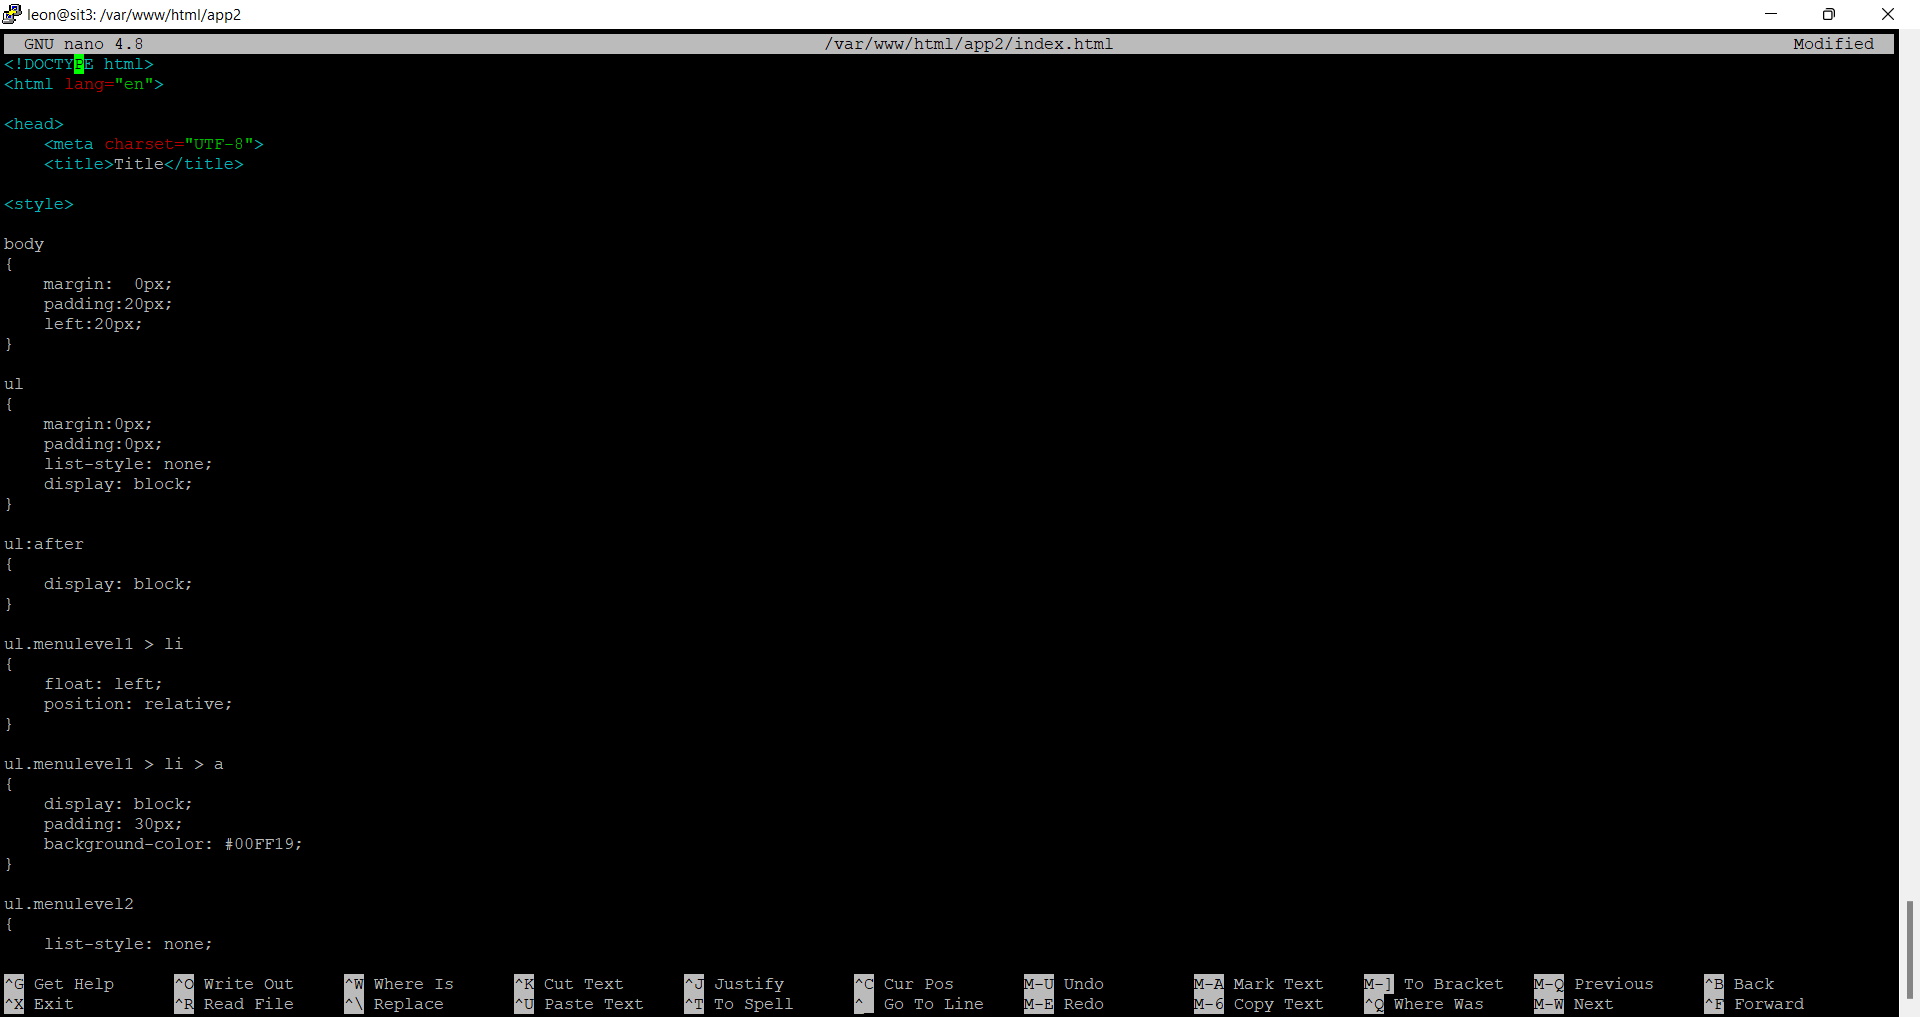 leon@sit3: /var/www/html/app2
GNU nano 4.8 /var/www/html/app2/index.html Modified
<!DOCTYPE html>
<html lang="en">
<head>
    <meta charset="UTF-8">
    <title>Title</title>
<style>
body
{
    margin:  0px;
    padding:20px;
    left:20px;
}
ul
{
    margin:0px;
    padding:0px;
    list-style: none;
    display: block;
}
ul:after
{
    display: block;
}
ul.menulevel1 > li
{
    float: left;
    position: relative;
}
ul.menulevel1 > li > a
{
    display: block;
    padding: 30px;
    background-color: #00FF19;
}
ul.menulevel2
{
    list-style: none;
^G Get Help ^O Write Out ^W Where Is ^K Cut Text ^J Justify ^C Cur Pos M-U Undo M-A Mark Text M-] To Bracket M-Q Previous ^B Back
^X Exit ^R Read File ^\ Replace ^U Paste Text ^T To Spell ^_ Go To Line M-E Redo M-6 Copy Text ^Q Where Was M-W Next ^F Forward